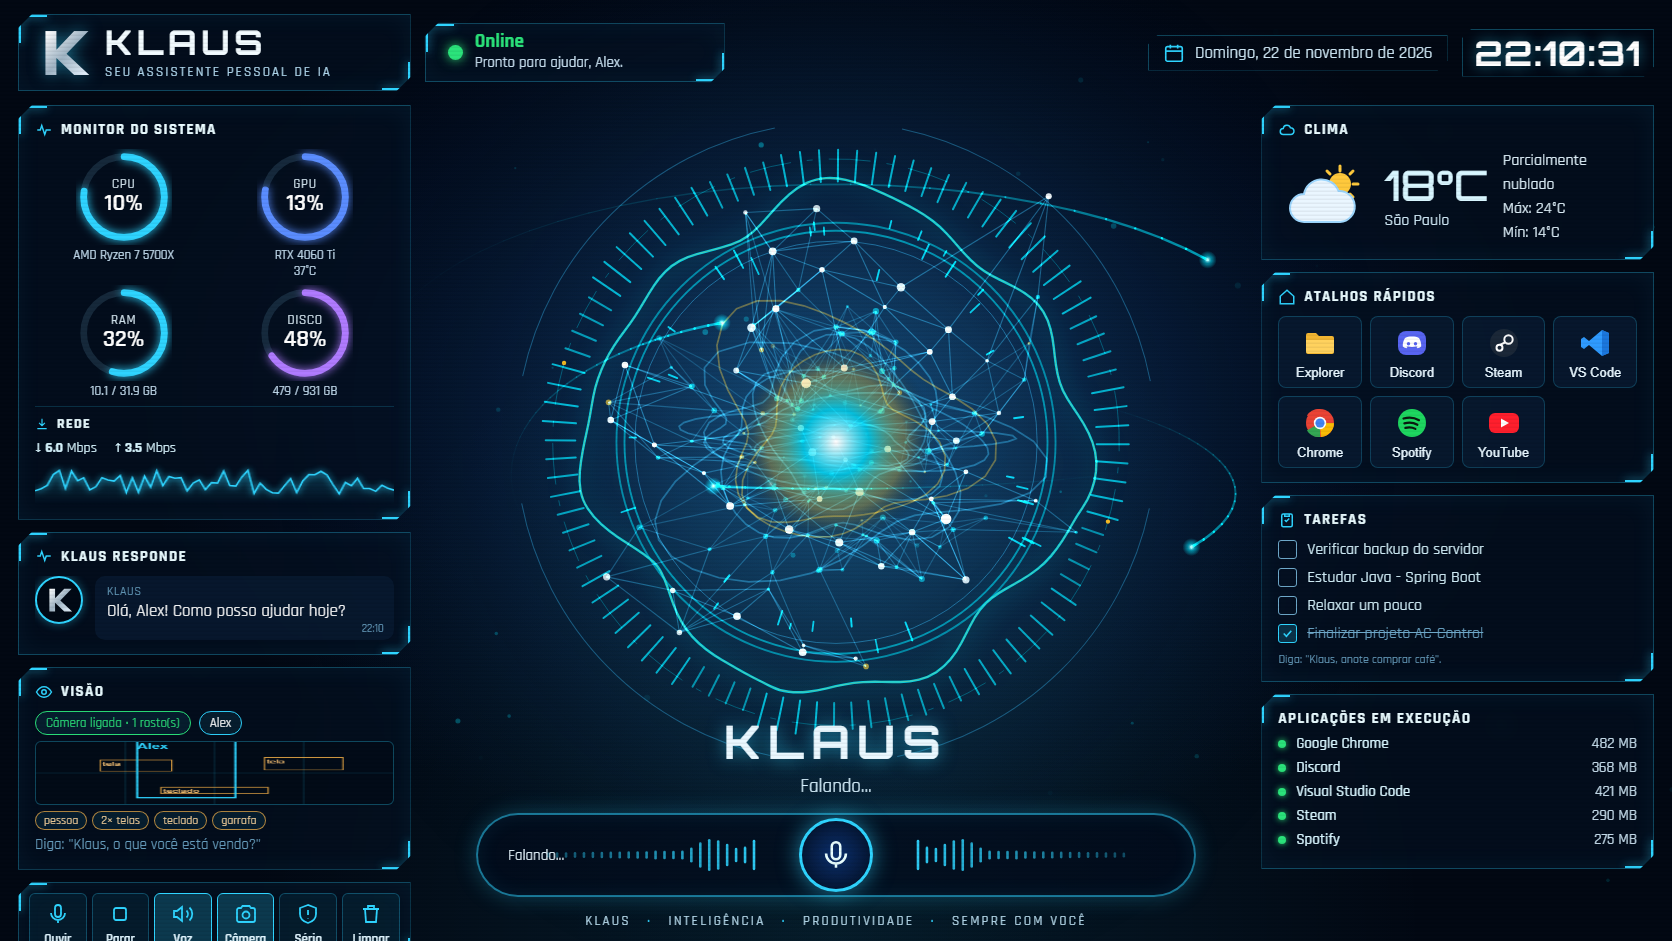 KLAUS
SEU ASSISTENTE PESSOAL DE IA
Online
Pronto para ajudar, Alex.
Domingo, 22 de novembro de 2026
22:10:31
MONITOR DO SISTEMA
CPU
10%
AMD Ryzen 7 5700X
GPU
13%
RTX 4060 Ti
37°C
RAM
32%
10.1 / 31.9 GB
DISCO
48%
479 / 931 GB
REDE
↓ 6.0 Mbps ↑ 3.5 Mbps
KLAUS RESPONDE
K
KLAUS
Olá, Alex! Como posso ajudar hoje?
22:10
VISÃO
Câmera ligada · 1 rosto(s)
Alex
Alex
tela
tela
teclado
pessoa
2× telas
teclado
garrafa
Diga: "Klaus, o que você está vendo?"
Ouvir
Parar
Voz
Câmera
Sério
Limpar
KLAUS
Falando...
Falando...
KLAUS · INTELIGÊNCIA · PRODUTIVIDADE · SEMPRE COM VOCÊ
CLIMA
18°C
São Paulo
Parcialmente
nublado
Máx: 24°C
Mín: 14°C
ATALHOS RÁPIDOS
Explorer
Discord
Steam
VS Code
Chrome
Spotify
YouTube
TAREFAS
Verificar backup do servidor
Estudar Java - Spring Boot
Relaxar um pouco
Finalizar projeto AC Control
Diga: "Klaus, anote comprar café".
APLICAÇÕES EM EXECUÇÃO
Google Chrome 482 MB
Discord 368 MB
Visual Studio Code 421 MB
Steam 290 MB
Spotify 275 MB